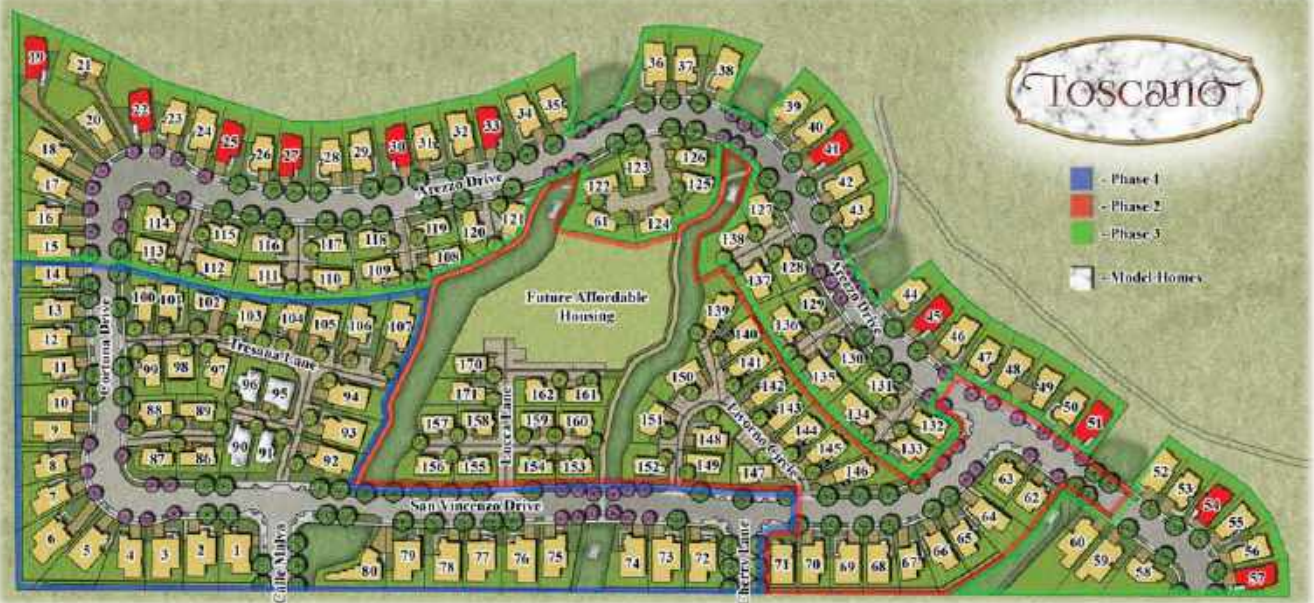 Toscano
- Phase 1
- Phase 2
- Phase 3
- Model Homes
36 37 38
19 21
39
22 23 24 25 26 27 28 29 30 31 32 33 34 35
40
20
41
18
123 126
42
17
Arezzo Drive
122 125
43
16
114 115 116 117 118 119 120 121
61 124
127
15
113 112 111 110 109 108
138 128
Arezzo Drive
44
14
137
45
13
100 101 102 103 104 105 106 107
Future Affordable
Housing
139 136 129
46
12
Cortona Drive
Tresana Lane
140 130
47
11
99 98 97 96 95
170
141 135 131
48
10
94
171 162 161
150 142 134 132
49
9
88 89
93
157 158 159 160
151 143 133
50
8
87 86 90 91 92
Lucca Lane
148 144
Livorno Circle
51
7
156 155 154 153 152 149 147 145 146
63 62
52
6
San Vincenzo Drive
64
53
5 4 3 2 1
Calle Malva
80 79 78 77 76 75 74 73 72
Cherry Lane
71 70 69 68 67 66 65
60 59 58
54
55
56
57